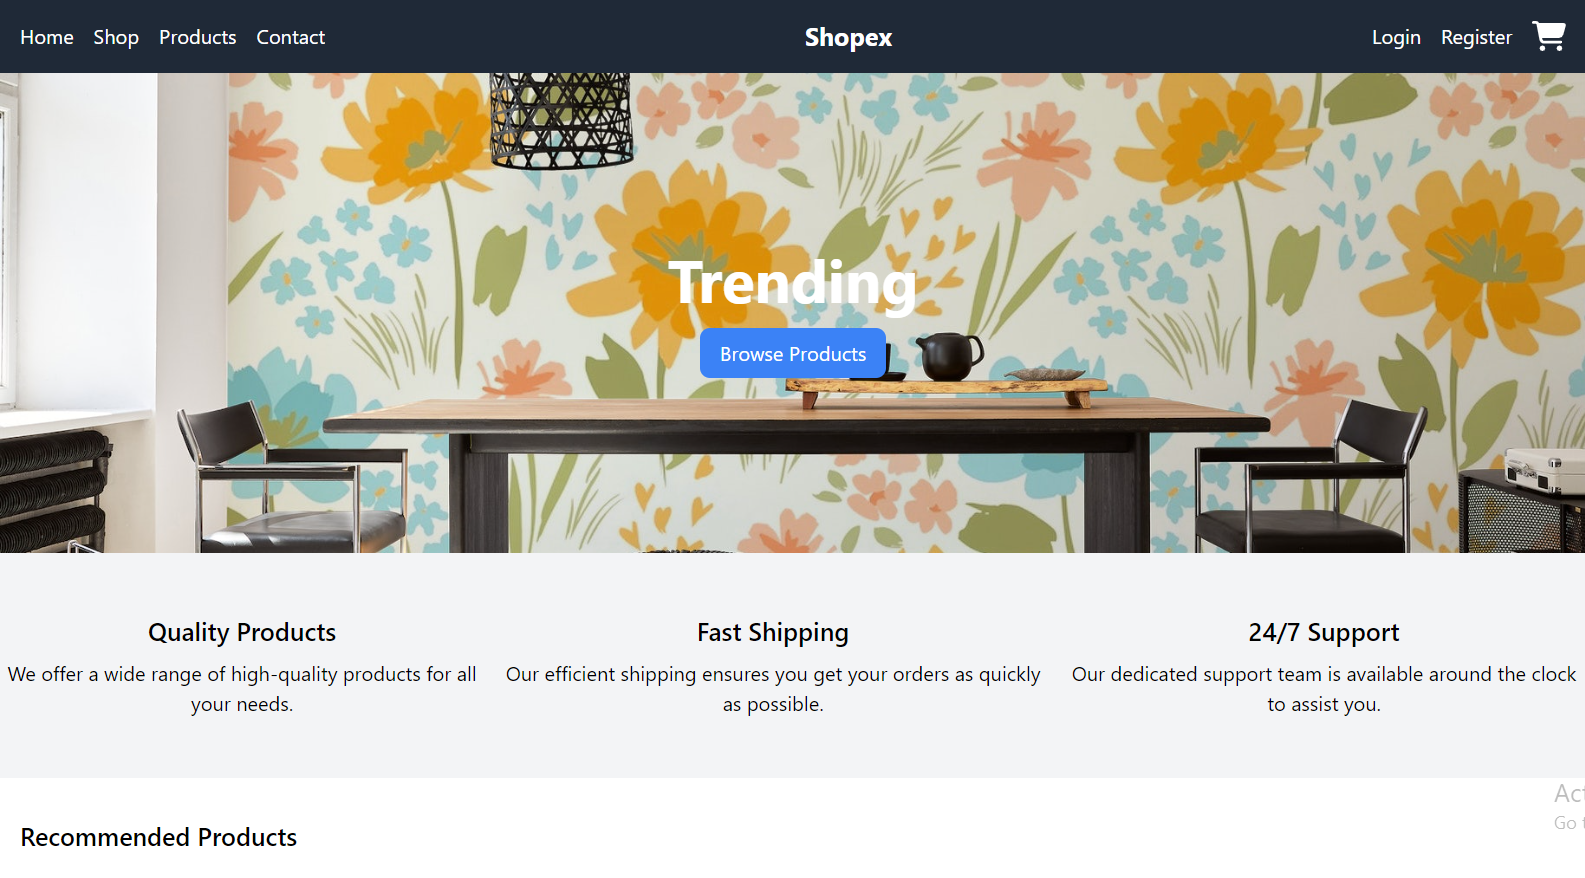 Home Shop Products Contact Shopex Login Register
Trending
Browse Products
Quality Products
We offer a wide range of high-quality products for all
your needs.
Fast Shipping
Our efficient shipping ensures you get your orders as quickly
as possible.
24/7 Support
Our dedicated support team is available around the clock
to assist you.
Recommended Products
Act
Go t